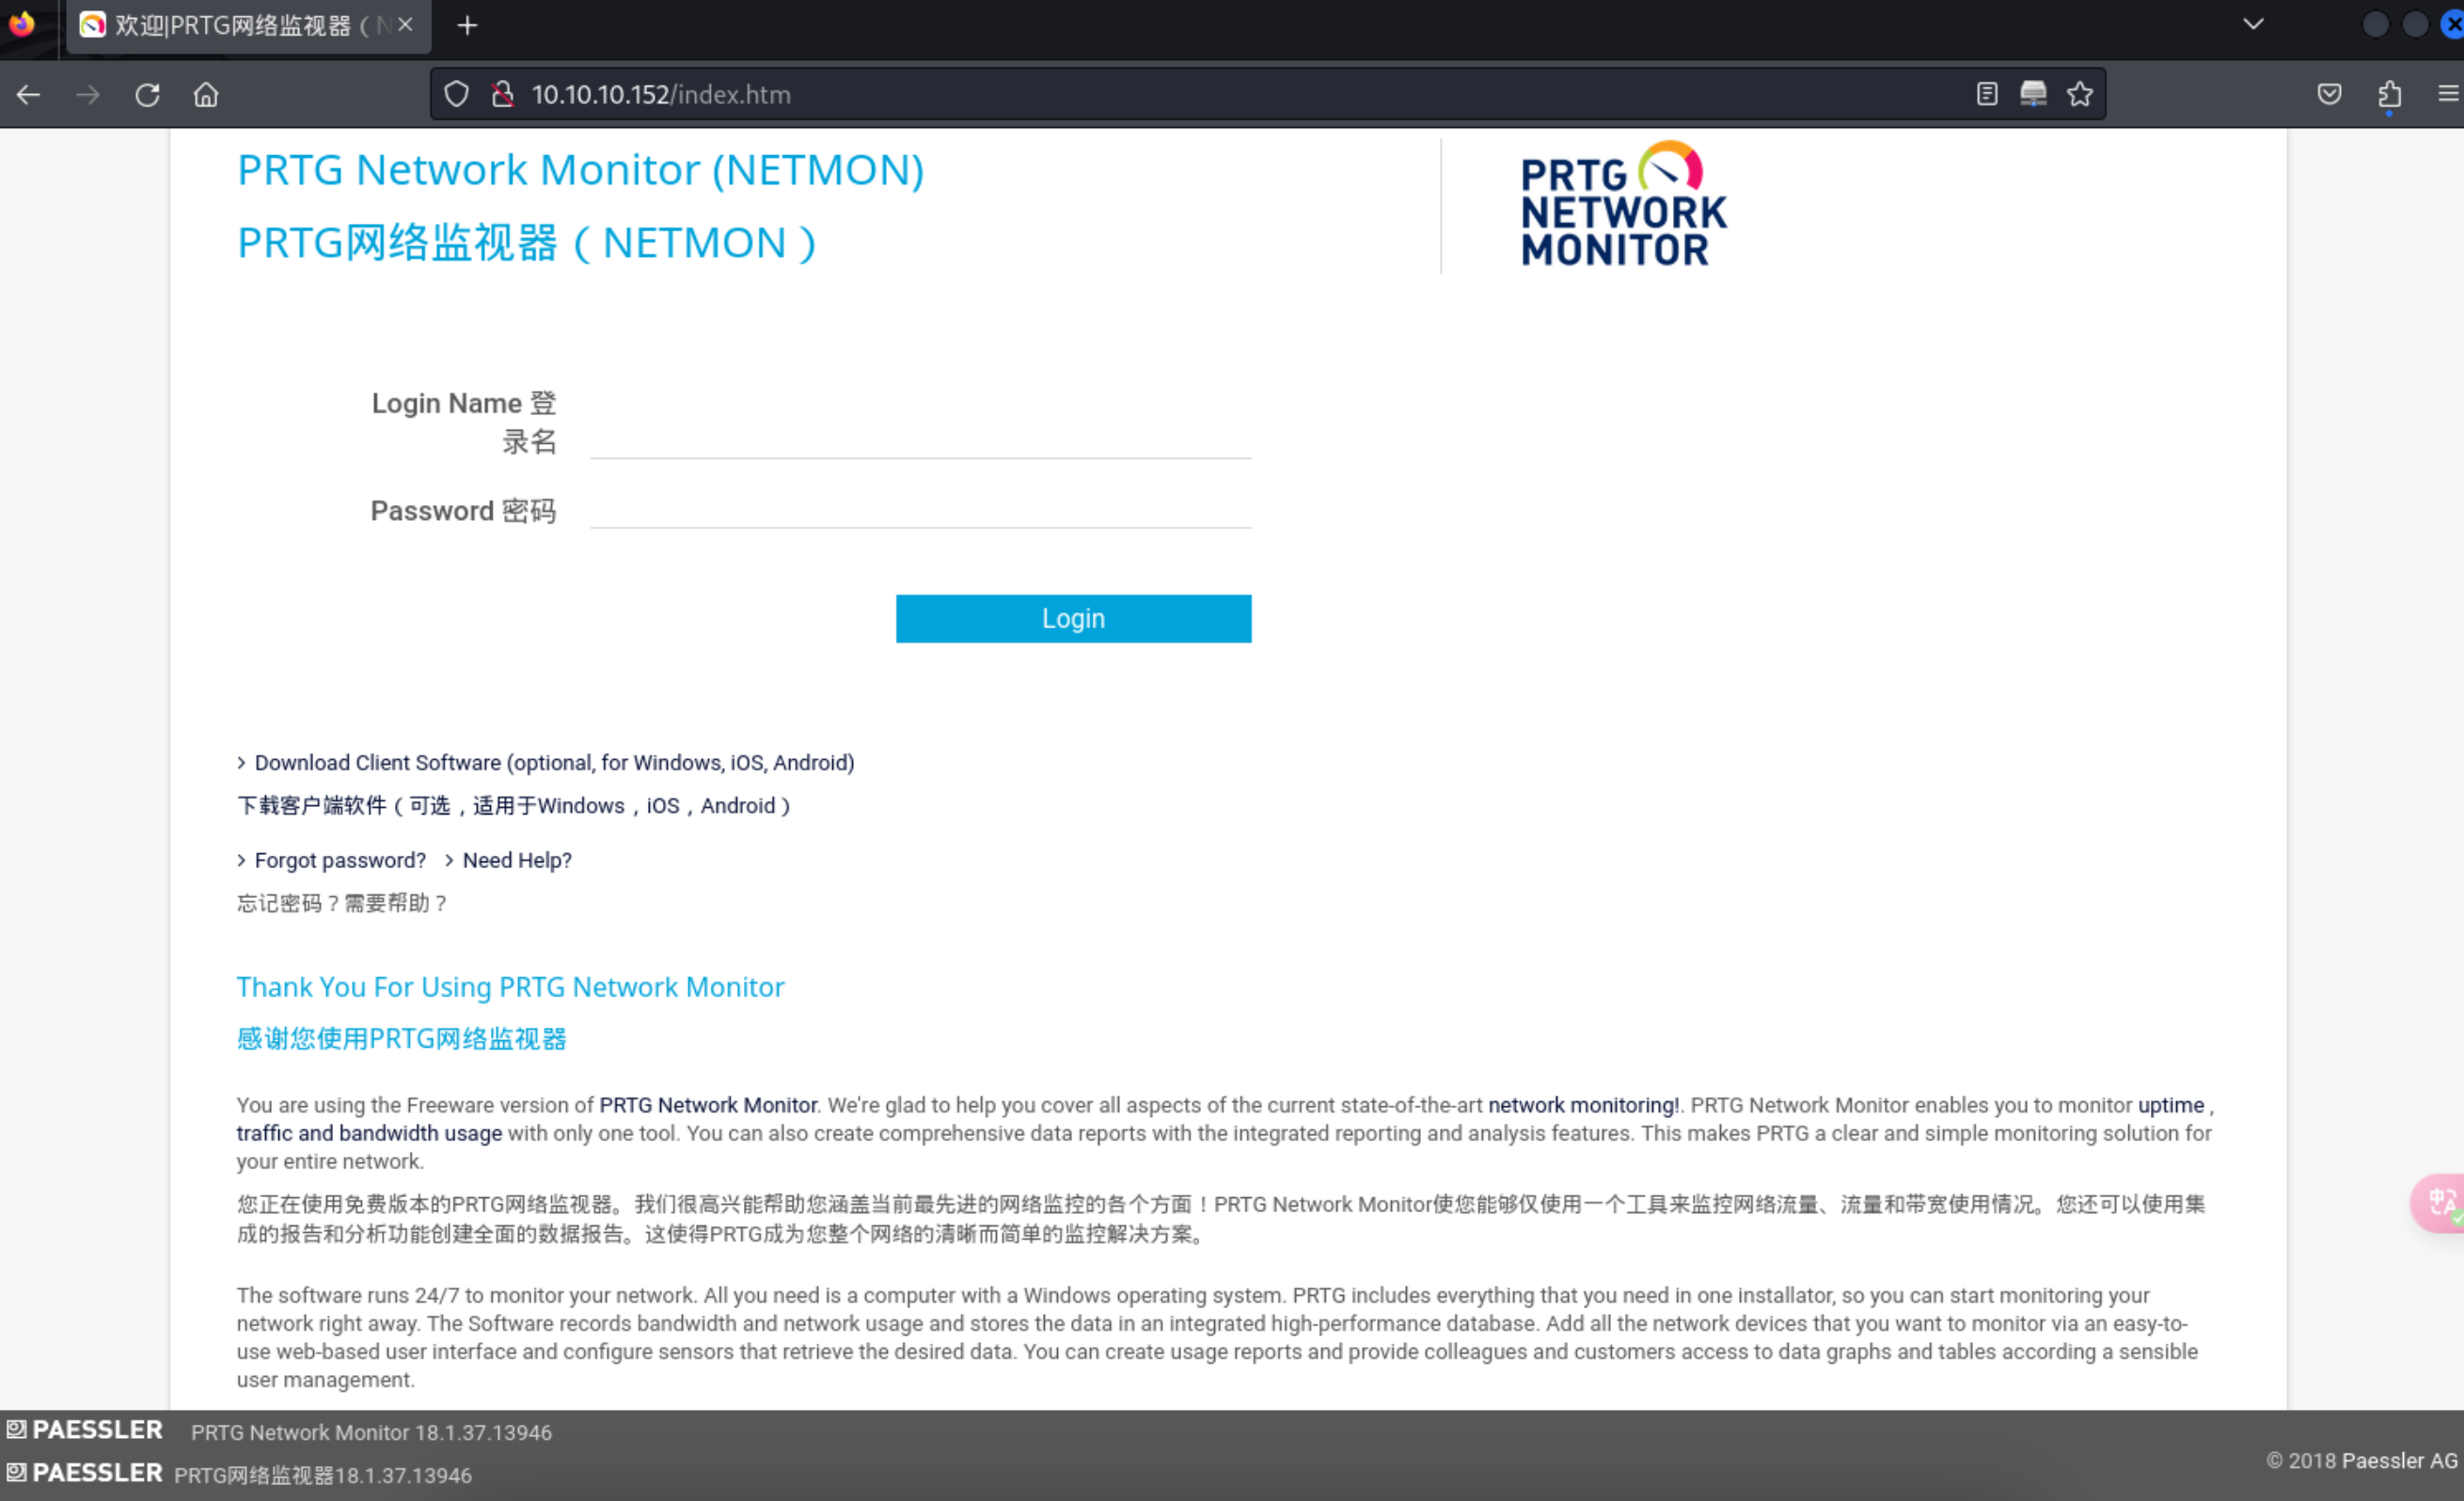 欢迎|PRTG网络监视器（N
10.10.10.152/index.htm
PRTG Network Monitor (NETMON)
PRTG网络监视器（NETMON）
PRTG
NETWORK
MONITOR
Login Name 登
录名
Password 密码
Login
> Download Client Software (optional, for Windows, iOS, Android)
下载客户端软件（可选，适用于Windows，iOS，Android）
> Forgot password? > Need Help?
忘记密码？需要帮助？
Thank You For Using PRTG Network Monitor
感谢您使用PRTG网络监视器
You are using the Freeware version of PRTG Network Monitor. We're glad to help you cover all aspects of the current state-of-the-art network monitoring!. PRTG Network Monitor enables you to monitor uptime ,
traffic and bandwidth usage with only one tool. You can also create comprehensive data reports with the integrated reporting and analysis features. This makes PRTG a clear and simple monitoring solution for
your entire network.
您正在使用免费版本的PRTG网络监视器。我们很高兴能帮助您涵盖当前最先进的网络监控的各个方面！PRTG Network Monitor使您能够仅使用一个工具来监控网络流量、流量和带宽使用情况。您还可以使用集
成的报告和分析功能创建全面的数据报告。这使得PRTG成为您整个网络的清晰而简单的监控解决方案。
The software runs 24/7 to monitor your network. All you need is a computer with a Windows operating system. PRTG includes everything that you need in one installator, so you can start monitoring your
network right away. The Software records bandwidth and network usage and stores the data in an integrated high-performance database. Add all the network devices that you want to monitor via an easy-to-
use web-based user interface and configure sensors that retrieve the desired data. You can create usage reports and provide colleagues and customers access to data graphs and tables according a sensible
user management.
PAESSLER PRTG Network Monitor 18.1.37.13946
© 2018 Paessler AG
PAESSLER PRTG网络监视器18.1.37.13946